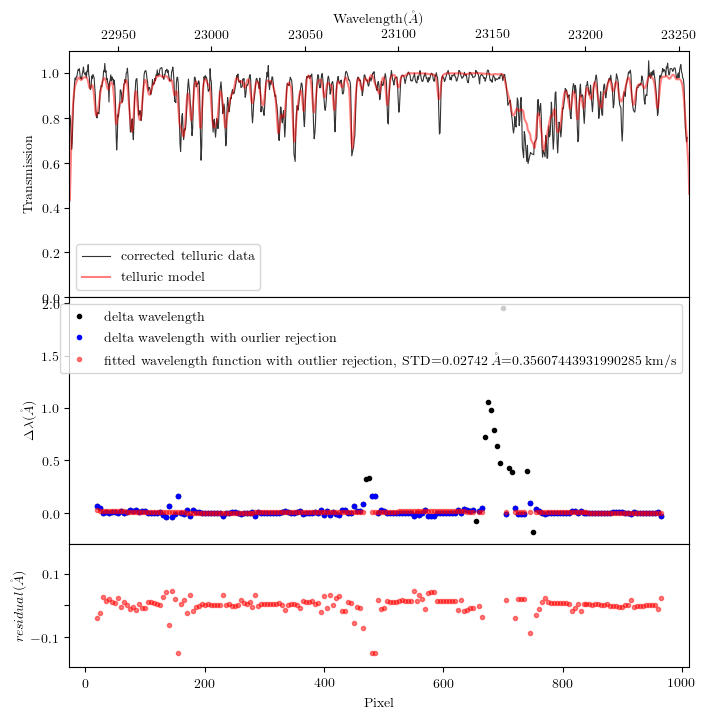 Wavelength(Å)
22950 23000 23050 23100 23150 23200 23250
1.0
0.8
0.6
0.4
0.2
0.0
Transmission
corrected telluric data
telluric model
2.0
1.5
1.0
0.5
0.0
Δλ(Å)
delta wavelength
delta wavelength with ourlier rejection
fitted wavelength function with outlier rejection, STD=0.02742 Å=0.35607443931990285 km/s
0.1
−0.1
residual(Å)
0 200 400 600 800 1000
Pixel